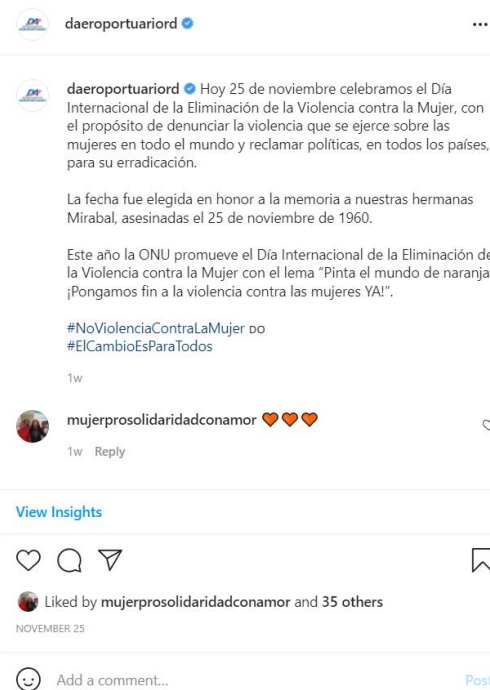 daeroportuariord
daeroportuariord Hoy 25 de noviembre celebramos el Día
Internacional de la Eliminación de la Violencia contra la Mujer, con
el propósito de denunciar la violencia que se ejerce sobre las
mujeres en todo el mundo y reclamar políticas, en todos los países,
para su erradicación.
La fecha fue elegida en honor a la memoria a nuestras hermanas
Mirabal, asesinadas el 25 de noviembre de 1960.
Este año la ONU promueve el Día Internacional de la Eliminación de
la Violencia contra la Mujer con el lema “Pinta el mundo de naranja
¡Pongamos fin a la violencia contra las mujeres YA!”.
#NoViolenciaContraLaMujer DO
#ElCambioEsParaTodos
1w
mujerprosolidaridadconamor 🧡🧡🧡
1w Reply
View Insights
Liked by mujerprosolidaridadconamor and 35 others
NOVEMBER 25
Add a comment...
Post